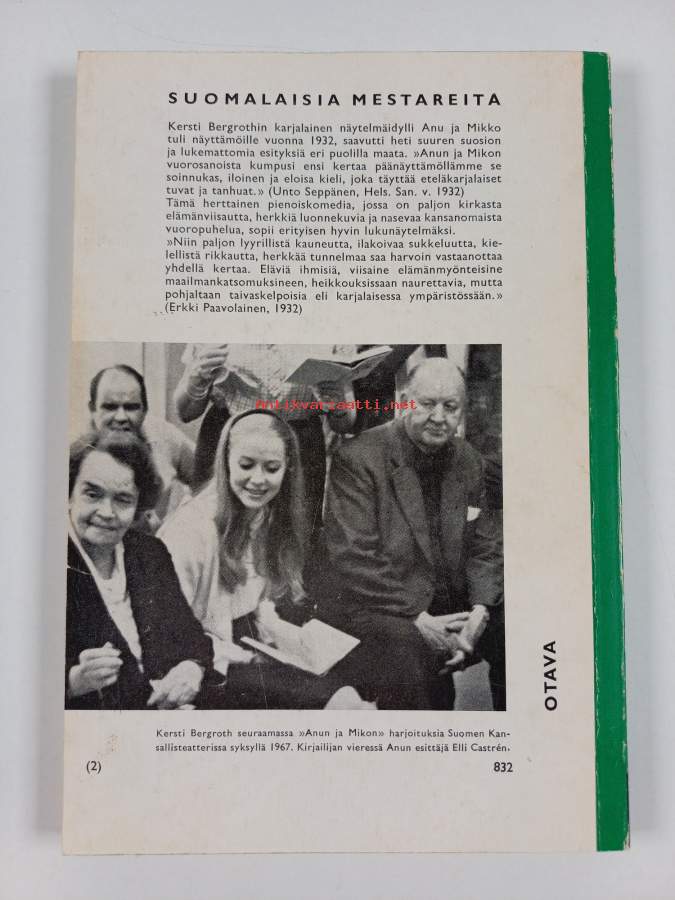 SUOMALAISIA MESTAREITA
Kersti Bergrothin karjalainen näytelmäidylli Anu ja Mikko
tuli näyttämöille vuonna 1932, saavutti heti suuren suosion
ja lukemattomia esityksiä eri puolilla maata. »Anun ja Mikon
vuorosanoista kumpusi ensi kertaa päänäyttämöllämme se
soinnukas, iloinen ja eloisa kieli, joka täyttää eteläkarjalaiset
tuvat ja tanhuat.» (Unto Seppänen, Hels. San. v. 1932)
Tämä herttainen pienoiskomedia, jossa on paljon kirkasta
elämänviisautta, herkkiä luonnekuvia ja nasevaa kansanomaista
vuoropuhelua, sopii erityisen hyvin lukunäytelmäksi.
»Niin paljon lyyrillistä kauneutta, ilakoivaa sukkeluutta, kie-
lellistä rikkautta, herkkää tunnelmaa saa harvoin vastaanottaa
yhdellä kertaa. Eläviä ihmisiä, viisaine elämänmyönteisine
maailmankatsomuksineen, heikkouksissaan naurettavia, mutta
pohjaltaan taivaskelpoisia eli karjalaisessa ympäristössään.»
(Erkki Paavolainen, 1932)
Antikvariaatti.net
OTAVA
Kersti Bergroth seuraamassa »Anun ja Mikon» harjoituksia Suomen Kan-
sallisteatterissa syksyllä 1967. Kirjailijan vieressä Anun esittäjä Elli Castrén.
(2)
832